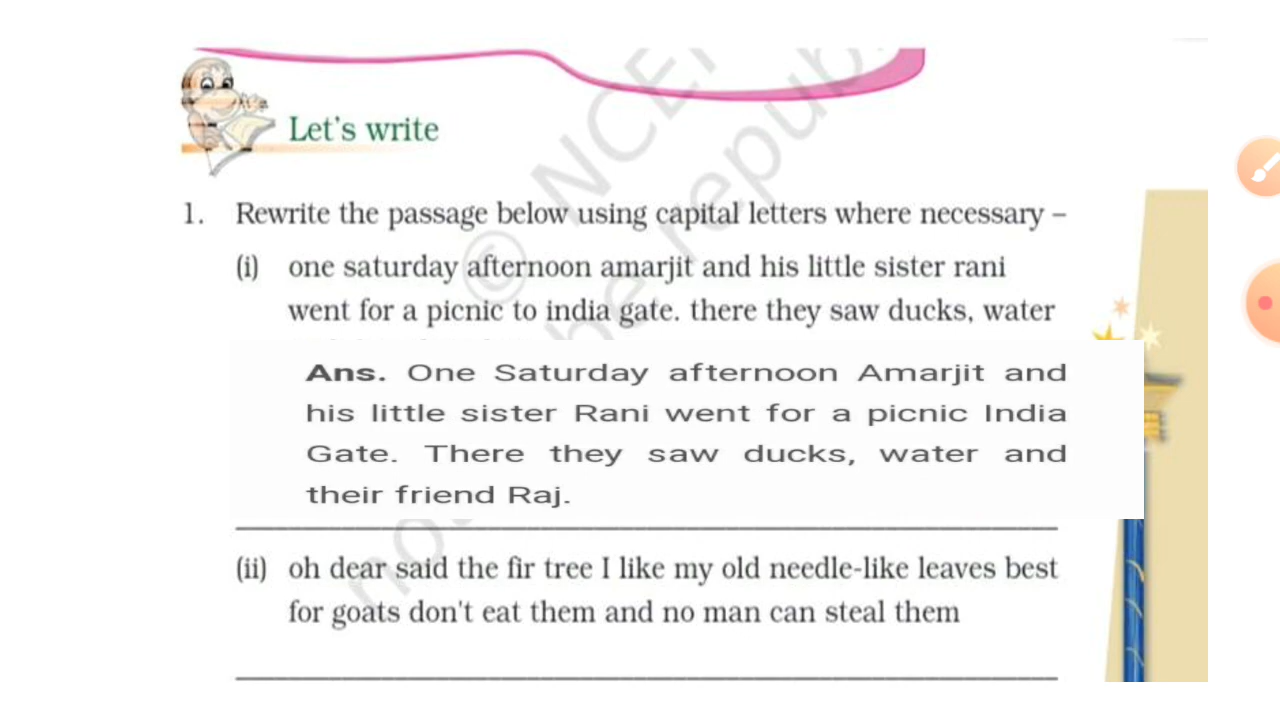 Let's write
1. Rewrite the passage below using capital letters where necessary –
(i) one saturday afternoon amarjit and his little sister rani
went for a picnic to india gate. there they saw ducks, water
Ans. One Saturday afternoon Amarjit and
his little sister Rani went for a picnic India
Gate. There they saw ducks, water and
their friend Raj.
(ii) oh dear said the fir tree I like my old needle-like leaves best
for goats don't eat them and no man can steal them